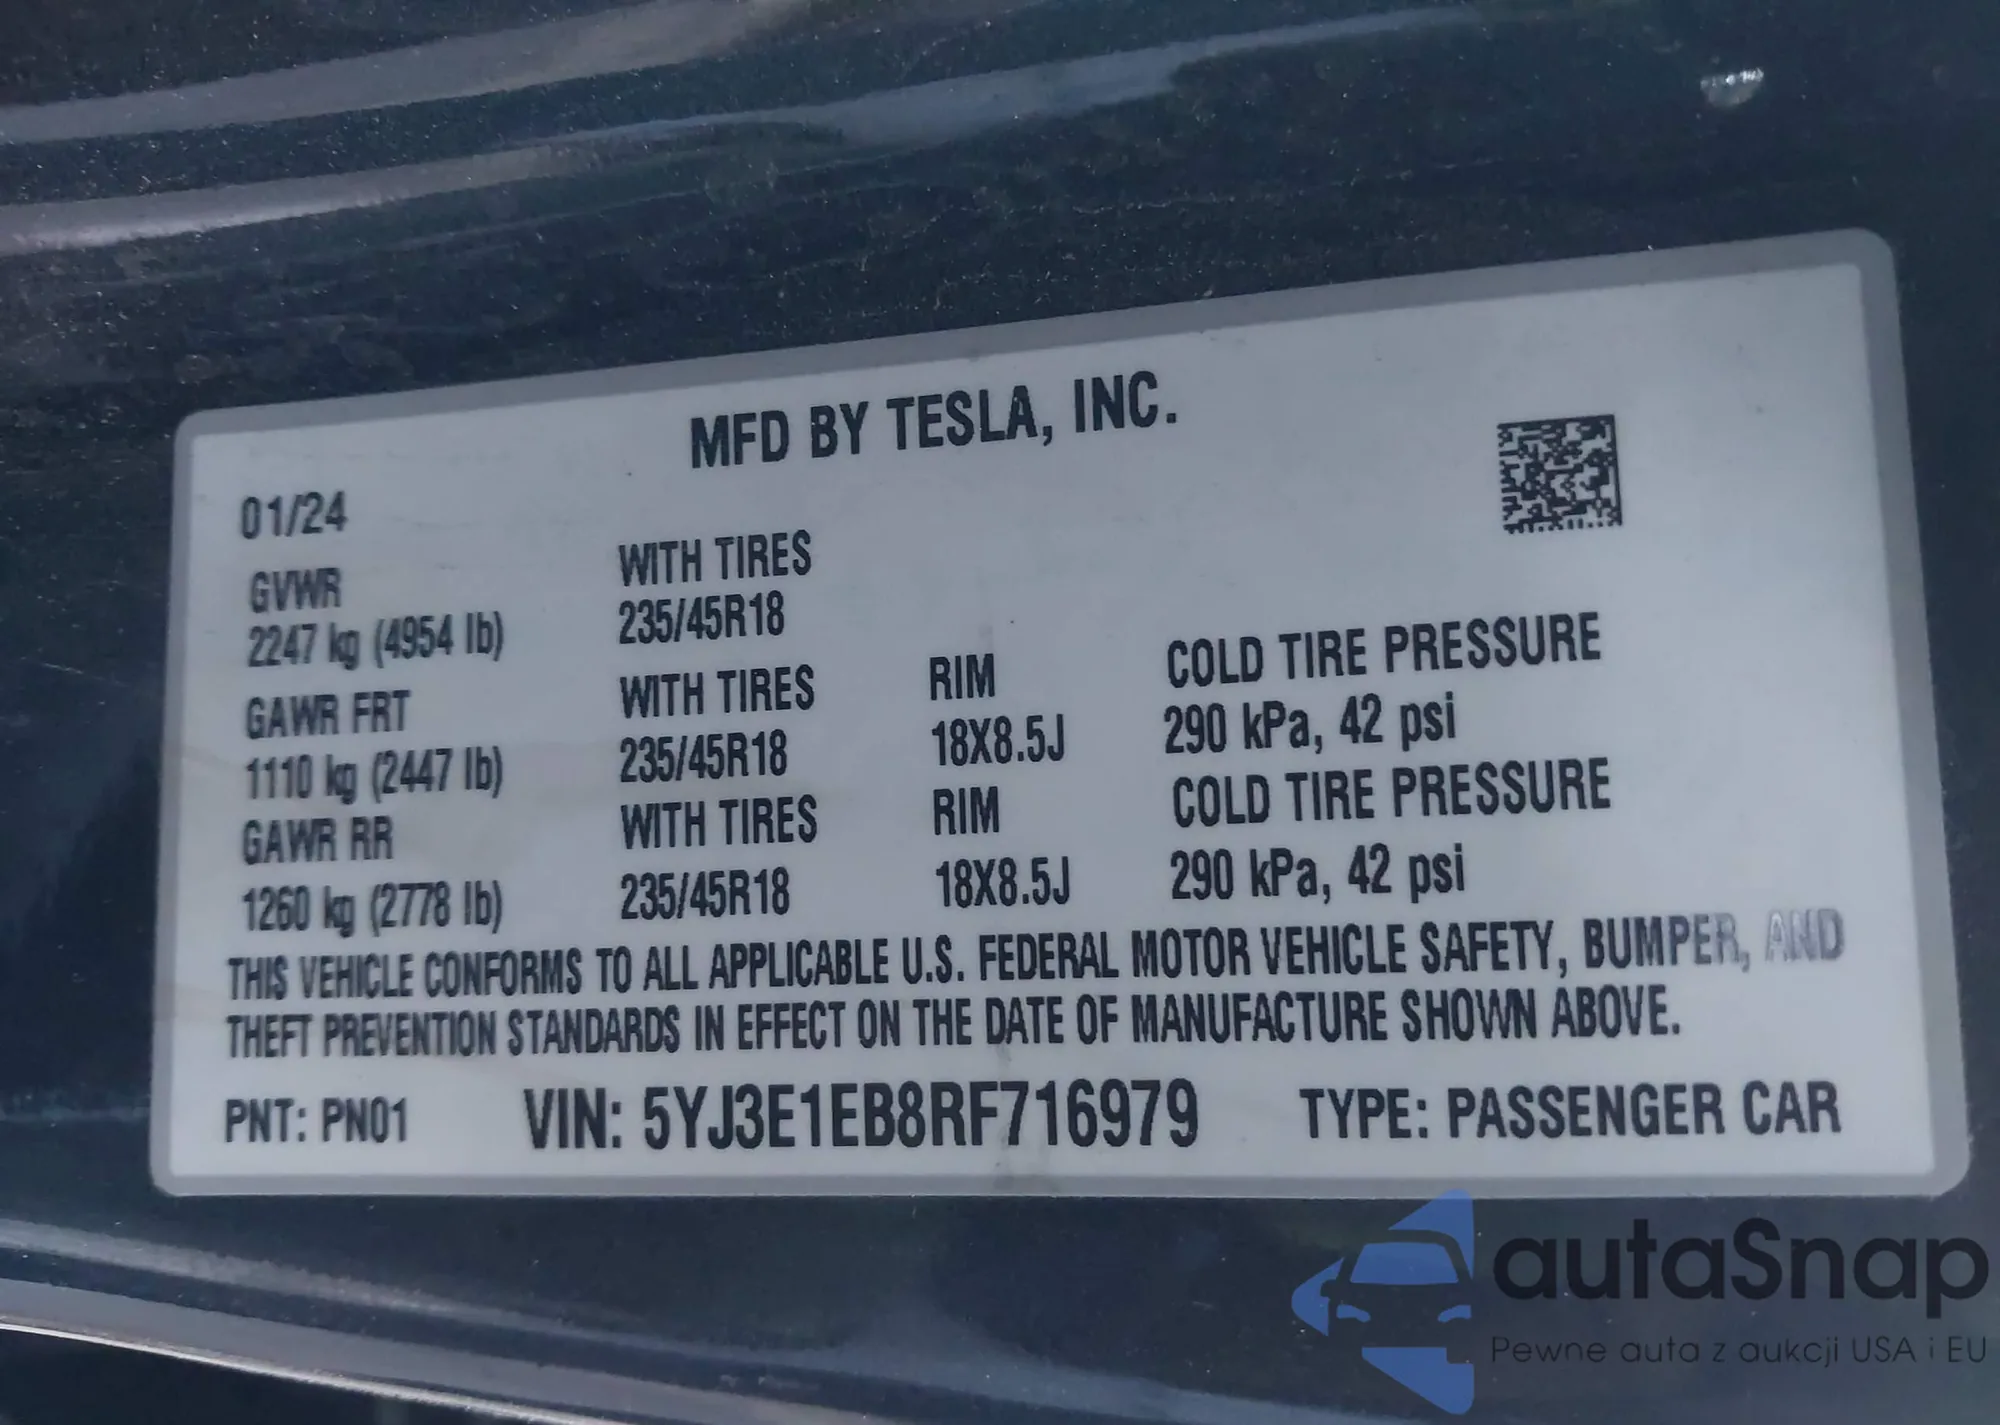 MFD BY TESLA, INC.
01/24
GVWR
2247 kg (4954 lb)
WITH TIRES
235/45R18
GAWR FRT
1110 kg (2447 lb)
WITH TIRES
235/45R18
RIM
18X8.5J
COLD TIRE PRESSURE
290 kPa, 42 psi
GAWR RR
1260 kg (2778 lb)
WITH TIRES
235/45R18
RIM
18X8.5J
COLD TIRE PRESSURE
290 kPa, 42 psi
THIS VEHICLE CONFORMS TO ALL APPLICABLE U.S. FEDERAL MOTOR VEHICLE SAFETY, BUMPER, AND
THEFT PREVENTION STANDARDS IN EFFECT ON THE DATE OF MANUFACTURE SHOWN ABOVE.
PNT: PN01 VIN: 5YJ3E1EB8RF716979 TYPE: PASSENGER CAR
autaSnap
Pewne auta z aukcji USA i EU